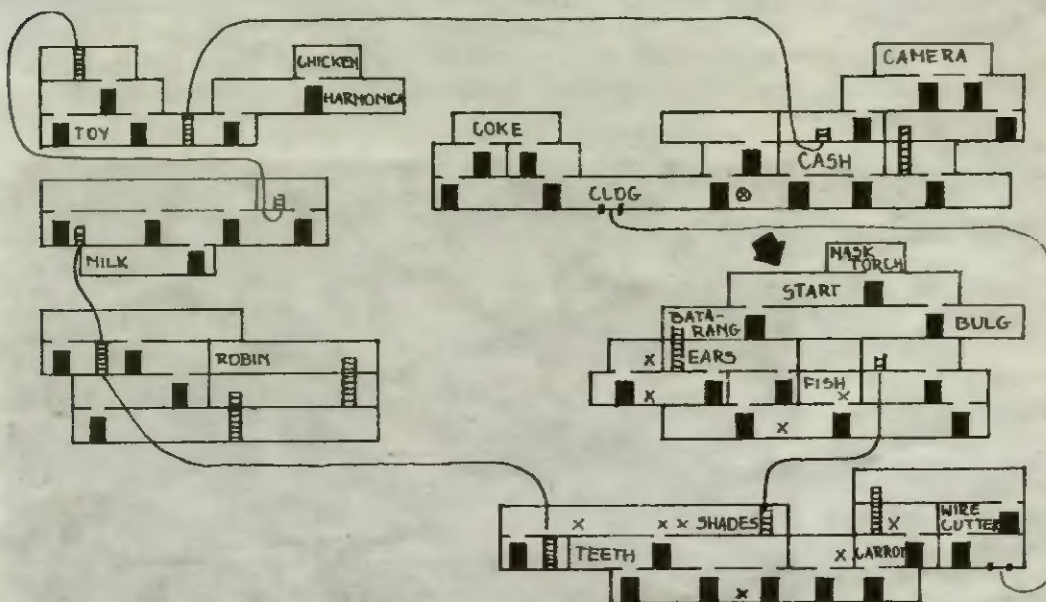 CHICKEN
HARMONICA
TOY
CAMERA
COKE
CASH
CLOG
MILK
MASK
TORCH
START
BATA-
RANG
BULG
EARS
ROBIN
FISH
SHADES
WIRE
CUTTER
TEETH
CARROT